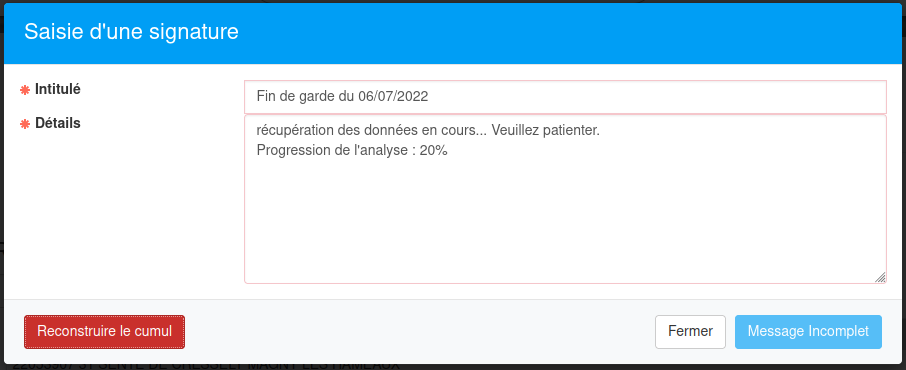 Saisie d'une signature
Intitulé
Fin de garde du 06/07/2022
Détails
récupération des données en cours... Veuillez patienter.
Progression de l'analyse : 20%
Reconstruire le cumul
Fermer
Message Incomplet